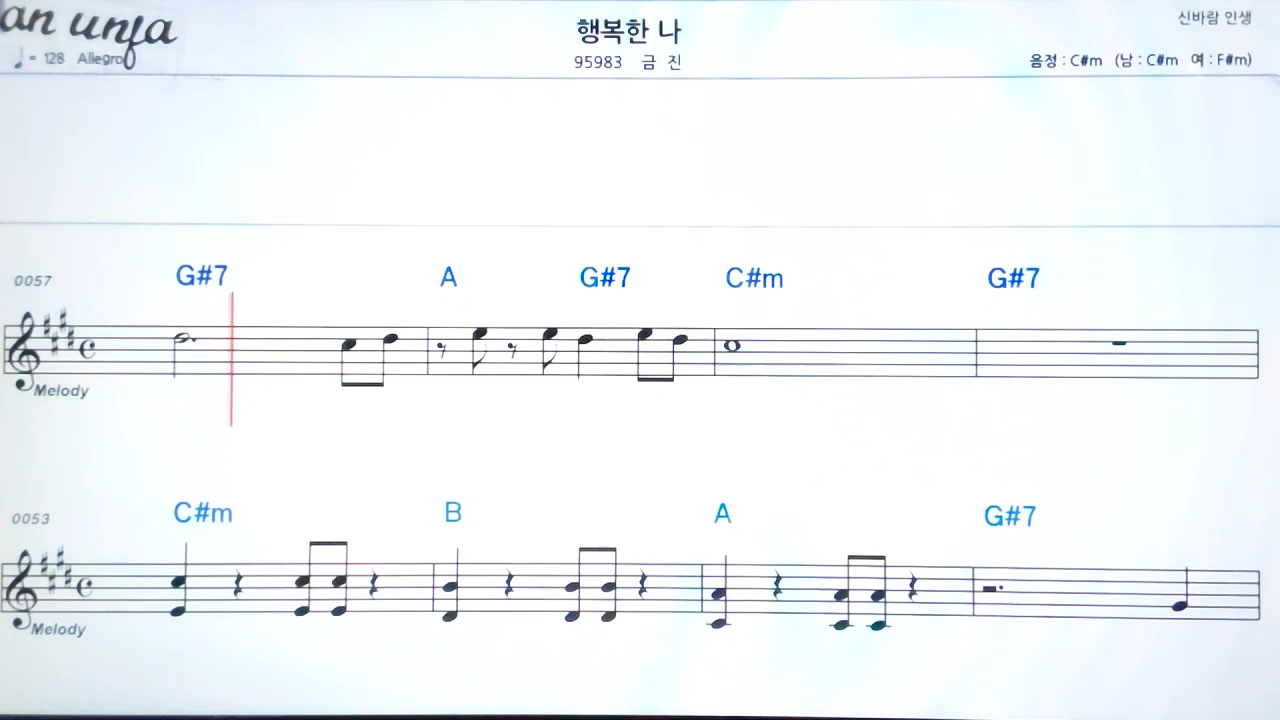 an unfa
♩ = 128 Allegro
행복한 나
95983 금 진
신바람 인생
음정 : C#m (남 : C#m 여 : F#m)
0057 G#7 A G#7 C#m G#7
Melody
0053 C#m B A G#7
Melody